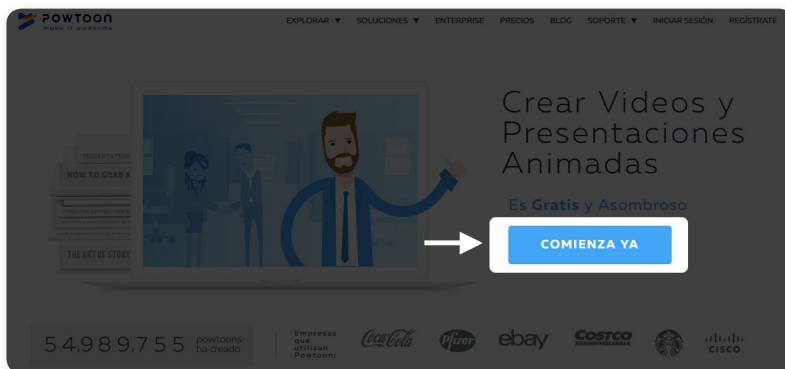 POWTOON
make it awesome
EXPLORAR ▼ SOLUCIONES ▼ ENTERPRISE PRECIOS BLOG SOPORTE ▼ INICIAR SESIÓN REGÍSTRATE
Crear Videos y
Presentaciones
Animadas
PRESENTATION
HOW TO GRAB A
THE ART OF STORY
Es Gratis y Asombroso
COMIENZA YA
54,989,755 powtoons
ha creado
Empresas
que
utilizan
Powtoon:
Coca-Cola
Pfizer
ebay
COSTCO
WHOLESALE
CISCO